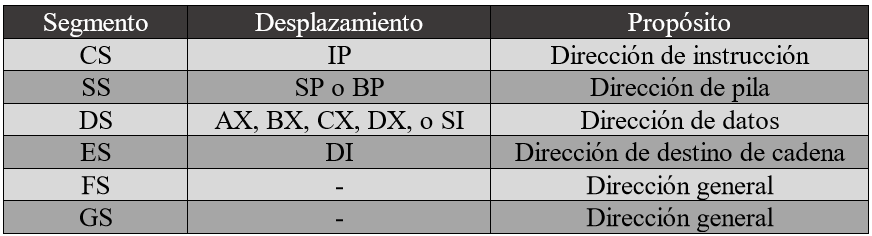 Segmento Desplazamiento Propósito
CS IP Dirección de instrucción
SS SP o BP Dirección de pila
DS AX, BX, CX, DX, o SI Dirección de datos
ES DI Dirección de destino de cadena
FS - Dirección general
GS - Dirección general